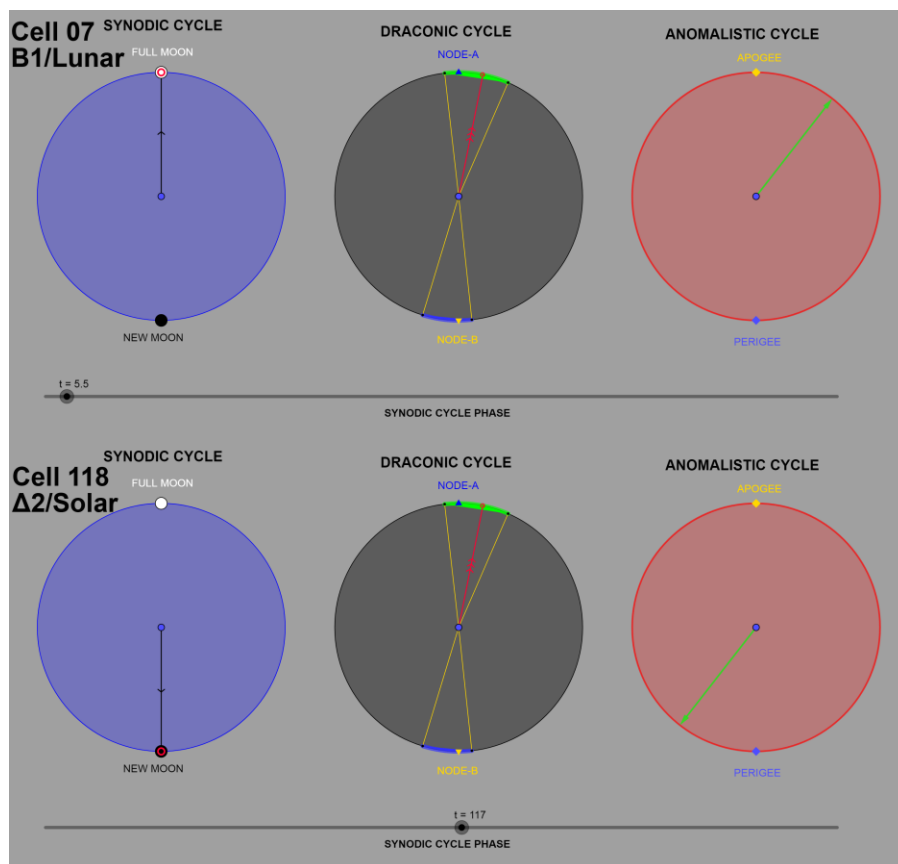 Cell 07
B1/Lunar
SYNODIC CYCLE
FULL MOON
NEW MOON
DRACONIC CYCLE
NODE-A
NODE-B
ANOMALISTIC CYCLE
APOGEE
PERIGEE
t = 5.5
SYNODIC CYCLE PHASE
Cell 118
Δ2/Solar
SYNODIC CYCLE
FULL MOON
NEW MOON
DRACONIC CYCLE
NODE-A
NODE-B
ANOMALISTIC CYCLE
APOGEE
PERIGEE
t = 117
SYNODIC CYCLE PHASE